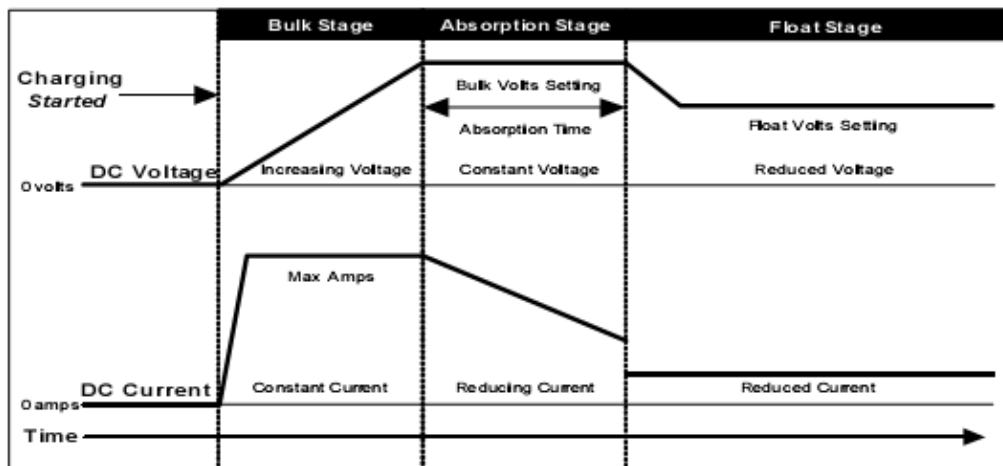 Bulk Stage
Absorption Stage
Float Stage
Charging
Started
Bulk Volts Setting
Absorption Time
Float Volts Setting
DC Voltage
0 volts
Increasing Voltage
Constant Voltage
Reduced Voltage
Max Amps
DC Current
0 amps
Constant Current
Reducing Current
Reduced Current
Time